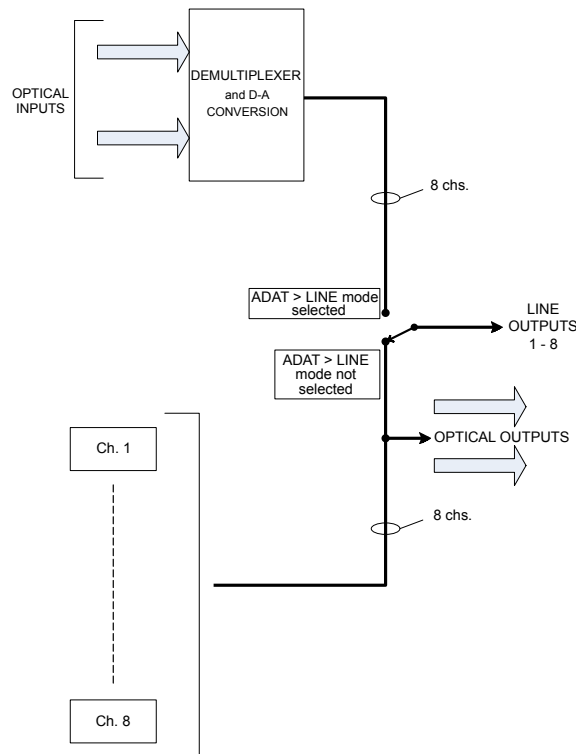 OPTICAL
INPUTS
DEMULTIPLEXER
and D-A
CONVERSION
8 chs.
ADAT > LINE mode
selected
LINE
OUTPUTS
1 - 8
ADAT > LINE
mode not
selected
OPTICAL OUTPUTS
Ch. 1
8 chs.
Ch. 8